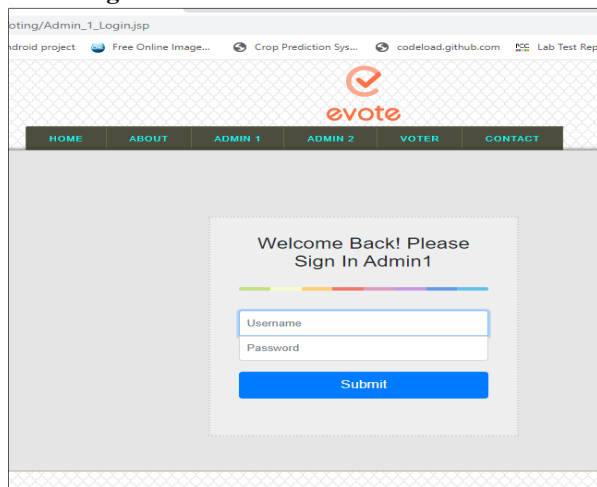 oting/Admin_1_Login.jsp
ndroid project Free Online Image... Crop Prediction Sys... codeload.github.com PCC Lab Test Rep
evote
HOME ABOUT ADMIN 1 ADMIN 2 VOTER CONTACT
Welcome Back! Please
Sign In Admin1
Username
Password
Submit